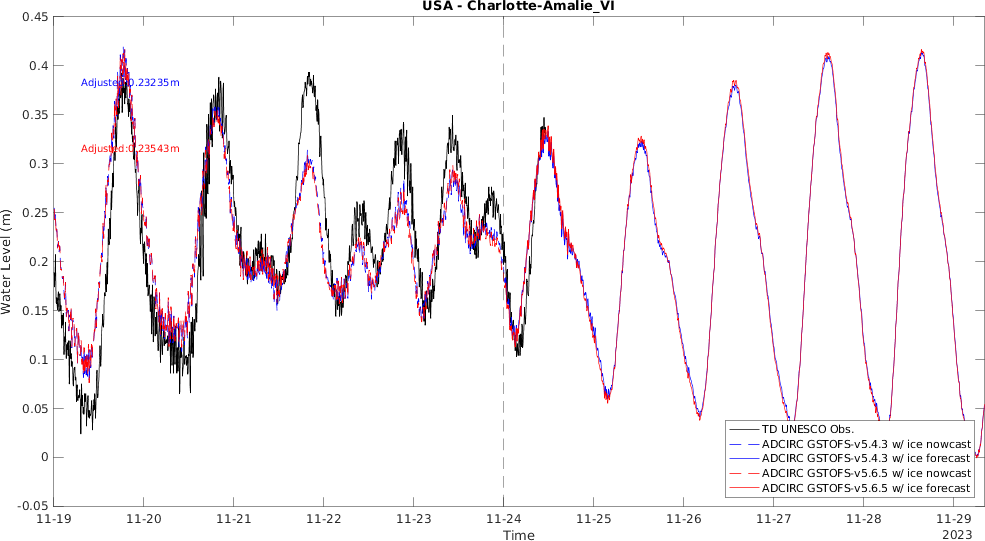 USA - Charlotte-Amalie_VI
0.45
0.4
0.35
0.3
0.25
0.2
0.15
0.1
0.05
0
-0.05
Water Level (m)
Adjusted:0.23235m
Adjusted:0.23543m
TD UNESCO Obs.
ADCIRC GSTOFS-v5.4.3 w/ ice nowcast
ADCIRC GSTOFS-v5.4.3 w/ ice forecast
ADCIRC GSTOFS-v5.6.5 w/ ice nowcast
ADCIRC GSTOFS-v5.6.5 w/ ice forecast
11-19 11-20 11-21 11-22 11-23 11-24 11-25 11-26 11-27 11-28 11-29
Time
2023